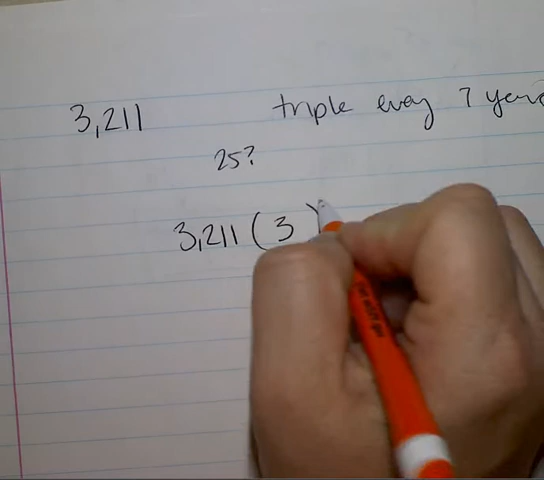 3,211 triple every 7 years
25?
3,211 (3)